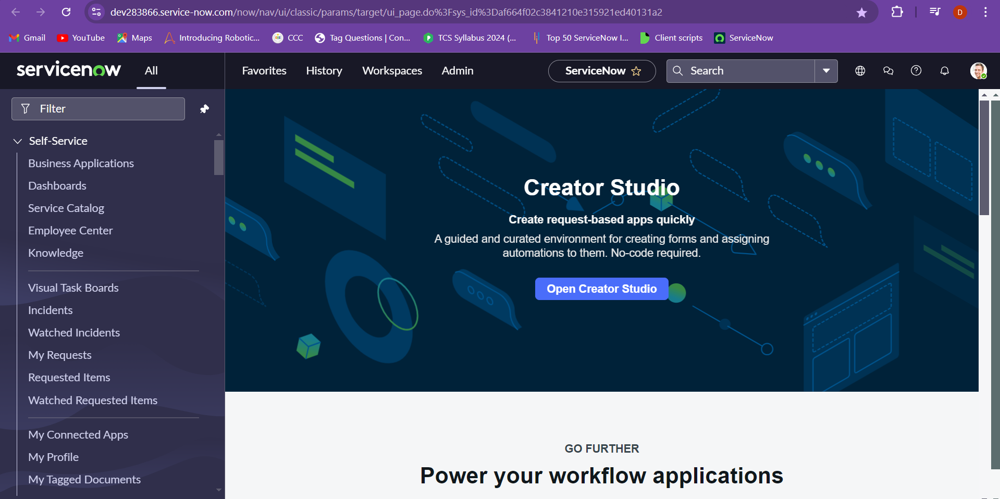 dev283866.service-now.com/now/nav/ui/classic/params/target/ui_page.do%3Fsys_id%3Daf664f02c3841210e315921ed40131a2
D
Gmail
YouTube
Maps
Introducing Robotic...
CCC
Tag Questions | Con...
TCS Syllabus 2024 (...
Top 50 ServiceNow I...
Client scripts
ServiceNow
servicenow
All
Favorites
History
Workspaces
Admin
ServiceNow
Search
Filter
Self-Service
Business Applications
Dashboards
Service Catalog
Employee Center
Knowledge
Visual Task Boards
Incidents
Watched Incidents
My Requests
Requested Items
Watched Requested Items
My Connected Apps
My Profile
My Tagged Documents
Creator Studio
Create request-based apps quickly
A guided and curated environment for creating forms and assigning
automations to them. No-code required.
Open Creator Studio
GO FURTHER
Power your workflow applications